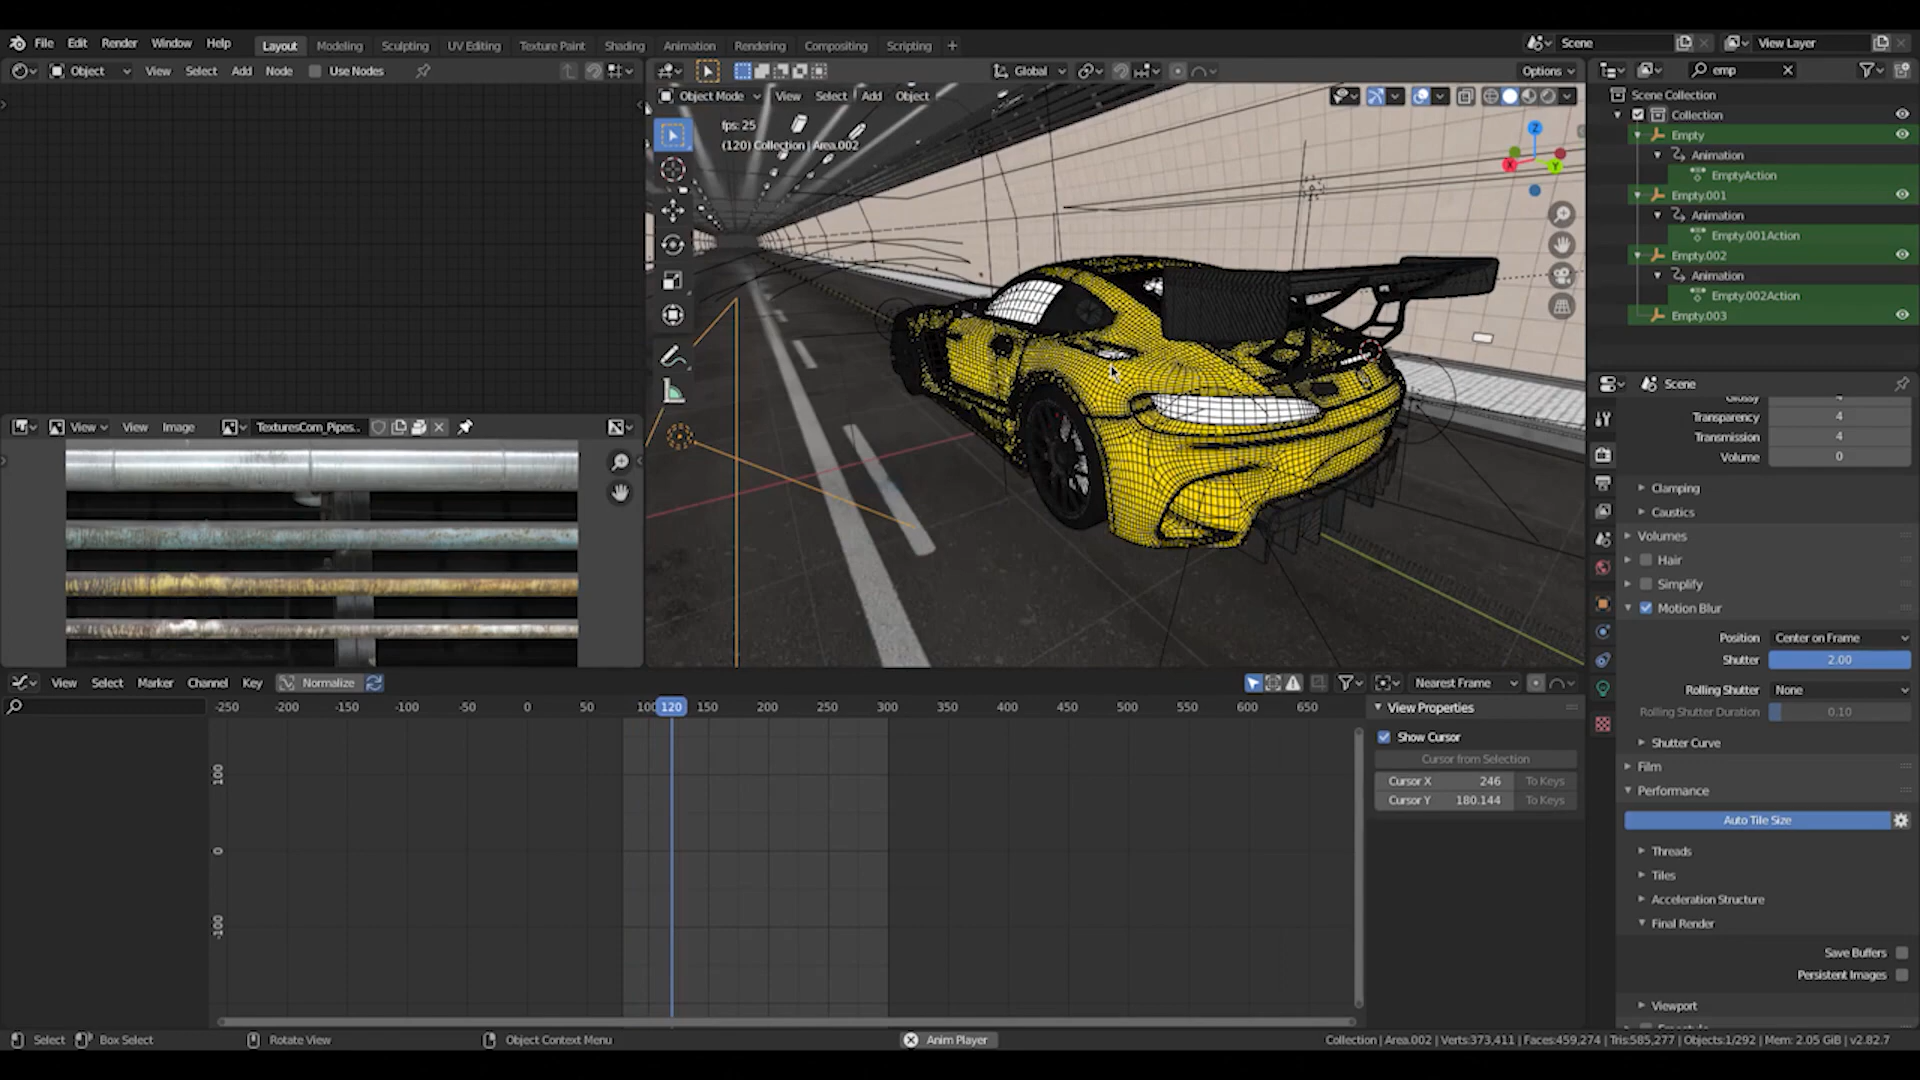 File Edit Render Window Help Layout Modeling Sculpting UV Editing Texture Paint Shading Animation Rendering Compositing Scripting + Scene View Layer
Object View Select Add Node Use Nodes Global Options emp
Object Mode View Select Add Object
fps: 25
(120) Collection | Area.002
Z
X
Y
Scene Collection
Collection
Empty
Animation
EmptyAction
Empty.001
Animation
Empty.001Action
Empty.002
Animation
Empty.002Action
Empty.003
Scene
Glossy 4
Transparency 4
Transmission 4
Volume 0
Clamping
Caustics
Volumes
Hair
Simplify
Motion Blur
Position Center on Frame
Shutter 2.00
Rolling Shutter None
Rolling Shutter Duration 0.10
Shutter Curve
Film
Performance
Auto Tile Size
Threads
Tiles
Acceleration Structure
Final Render
Save Buffers
Persistent Images
Viewport
View View Image TexturesCom_Pipes..
View Select Marker Channel Key Normalize Nearest Frame
-250 -200 -150 -100 -50 0 50 100 120 150 200 250 300 350 400 450 500 550 600 650
100
0
-100
View Properties
Show Cursor
Cursor from Selection
Cursor X 246 To Keys
Cursor Y 180.144 To Keys
Select Box Select Rotate View Object Context Menu Anim Player Collection | Area.002 | Verts:373,411 | Faces:459,274 | Tris:585,277 | Objects:1/292 | Mem: 2.05 GiB | v2.82.7